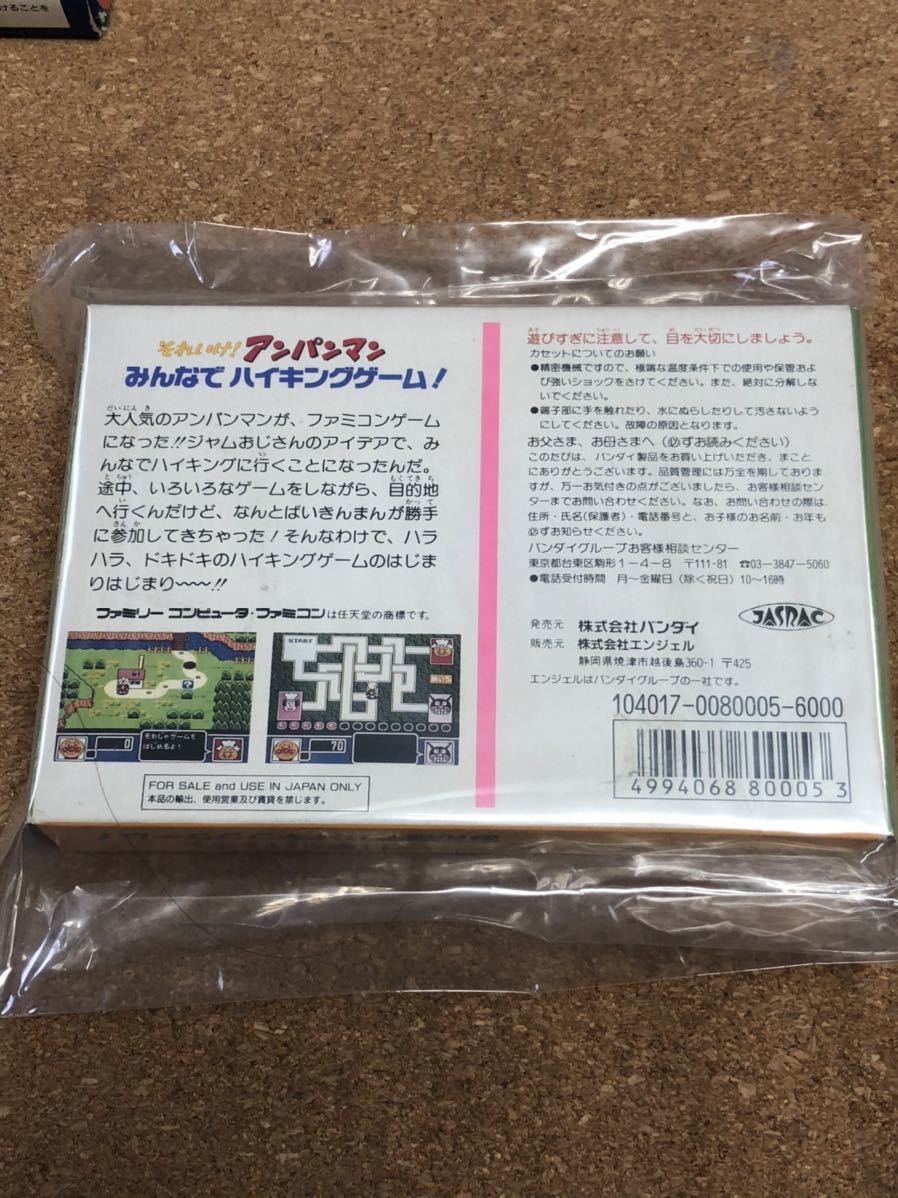 けることを
それいけ!アンパンマン
みんなでハイキングゲーム!
大人気のアンパンマンが、ファミコンゲーム
になった!!ジャムおじさんのアイデアで、み
んなでハイキングに行くことになったんだ。
途中、いろいろなゲームをしながら、目的地
へ行くんだけど、なんとばいきんまんが勝手
に参加してきちゃった!そんなわけで、ハラ
ハラ、ドキドキのハイキングゲームのはじま
りはじまり〜〜!!
ファミリーコンピュータ・ファミコンは任天堂の商標です。
START
0
それじゃゲームを
はじめるよ!
70
FOR SALE and USE IN JAPAN ONLY
本品の輸出、使用営業及び賃貸を禁じます。
遊びすぎに注意して、目を大切にしましょう。
カセットについてのお願い
●精密機械ですので、極端な温度条件下での使用や保管およ
び強いショックをさけてください。また、絶対に分解しな
いでください。
●端子部に手を触れたり、水にぬらしたりして汚さないように
してください。故障の原因となります。
お父さま、お母さまへ(必ずお読みください)
このたびは、バンダイ製品をお買い上げいただき、まこと
にありがとうございます。品質管理には万全を期しており
ますが、万一お気付きの点がございましたら、お客様相談セン
ターまでお問い合わせください。なお、お問い合わせの際は、
住所・氏名(保護者)・電話番号と、お子様のお名前・お年も
必ずお知らせください。
バンダイグループお客様相談センター
東京都台東区駒形1-4-8 〒111-81 ☎03-3847-5060
●電話受付時間 月〜金曜日(除く祝日)10〜16時
JASRAC
発売元 株式会社バンダイ
販売元 株式会社エンジェル
静岡県焼津市越後島360-1 〒425
エンジェルはバンダイグループの一社です。
104017-0080005-6000
4994068800053